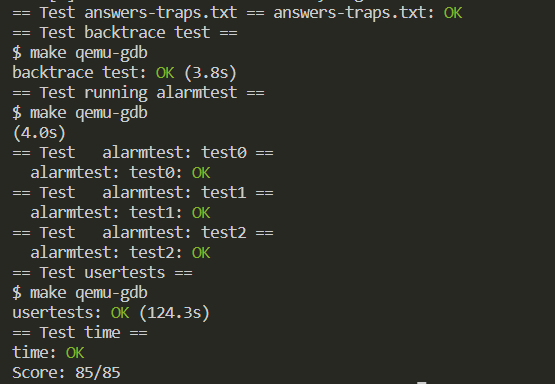 == Test answers-traps.txt == answers-traps.txt: OK
== Test backtrace test ==
$ make qemu-gdb
backtrace test: OK (3.8s)
== Test running alarmtest ==
$ make qemu-gdb
(4.0s)
== Test   alarmtest: test0 ==
  alarmtest: test0: OK
== Test   alarmtest: test1 ==
  alarmtest: test1: OK
== Test   alarmtest: test2 ==
  alarmtest: test2: OK
== Test usertests ==
$ make qemu-gdb
usertests: OK (124.3s)
== Test time ==
time: OK
Score: 85/85